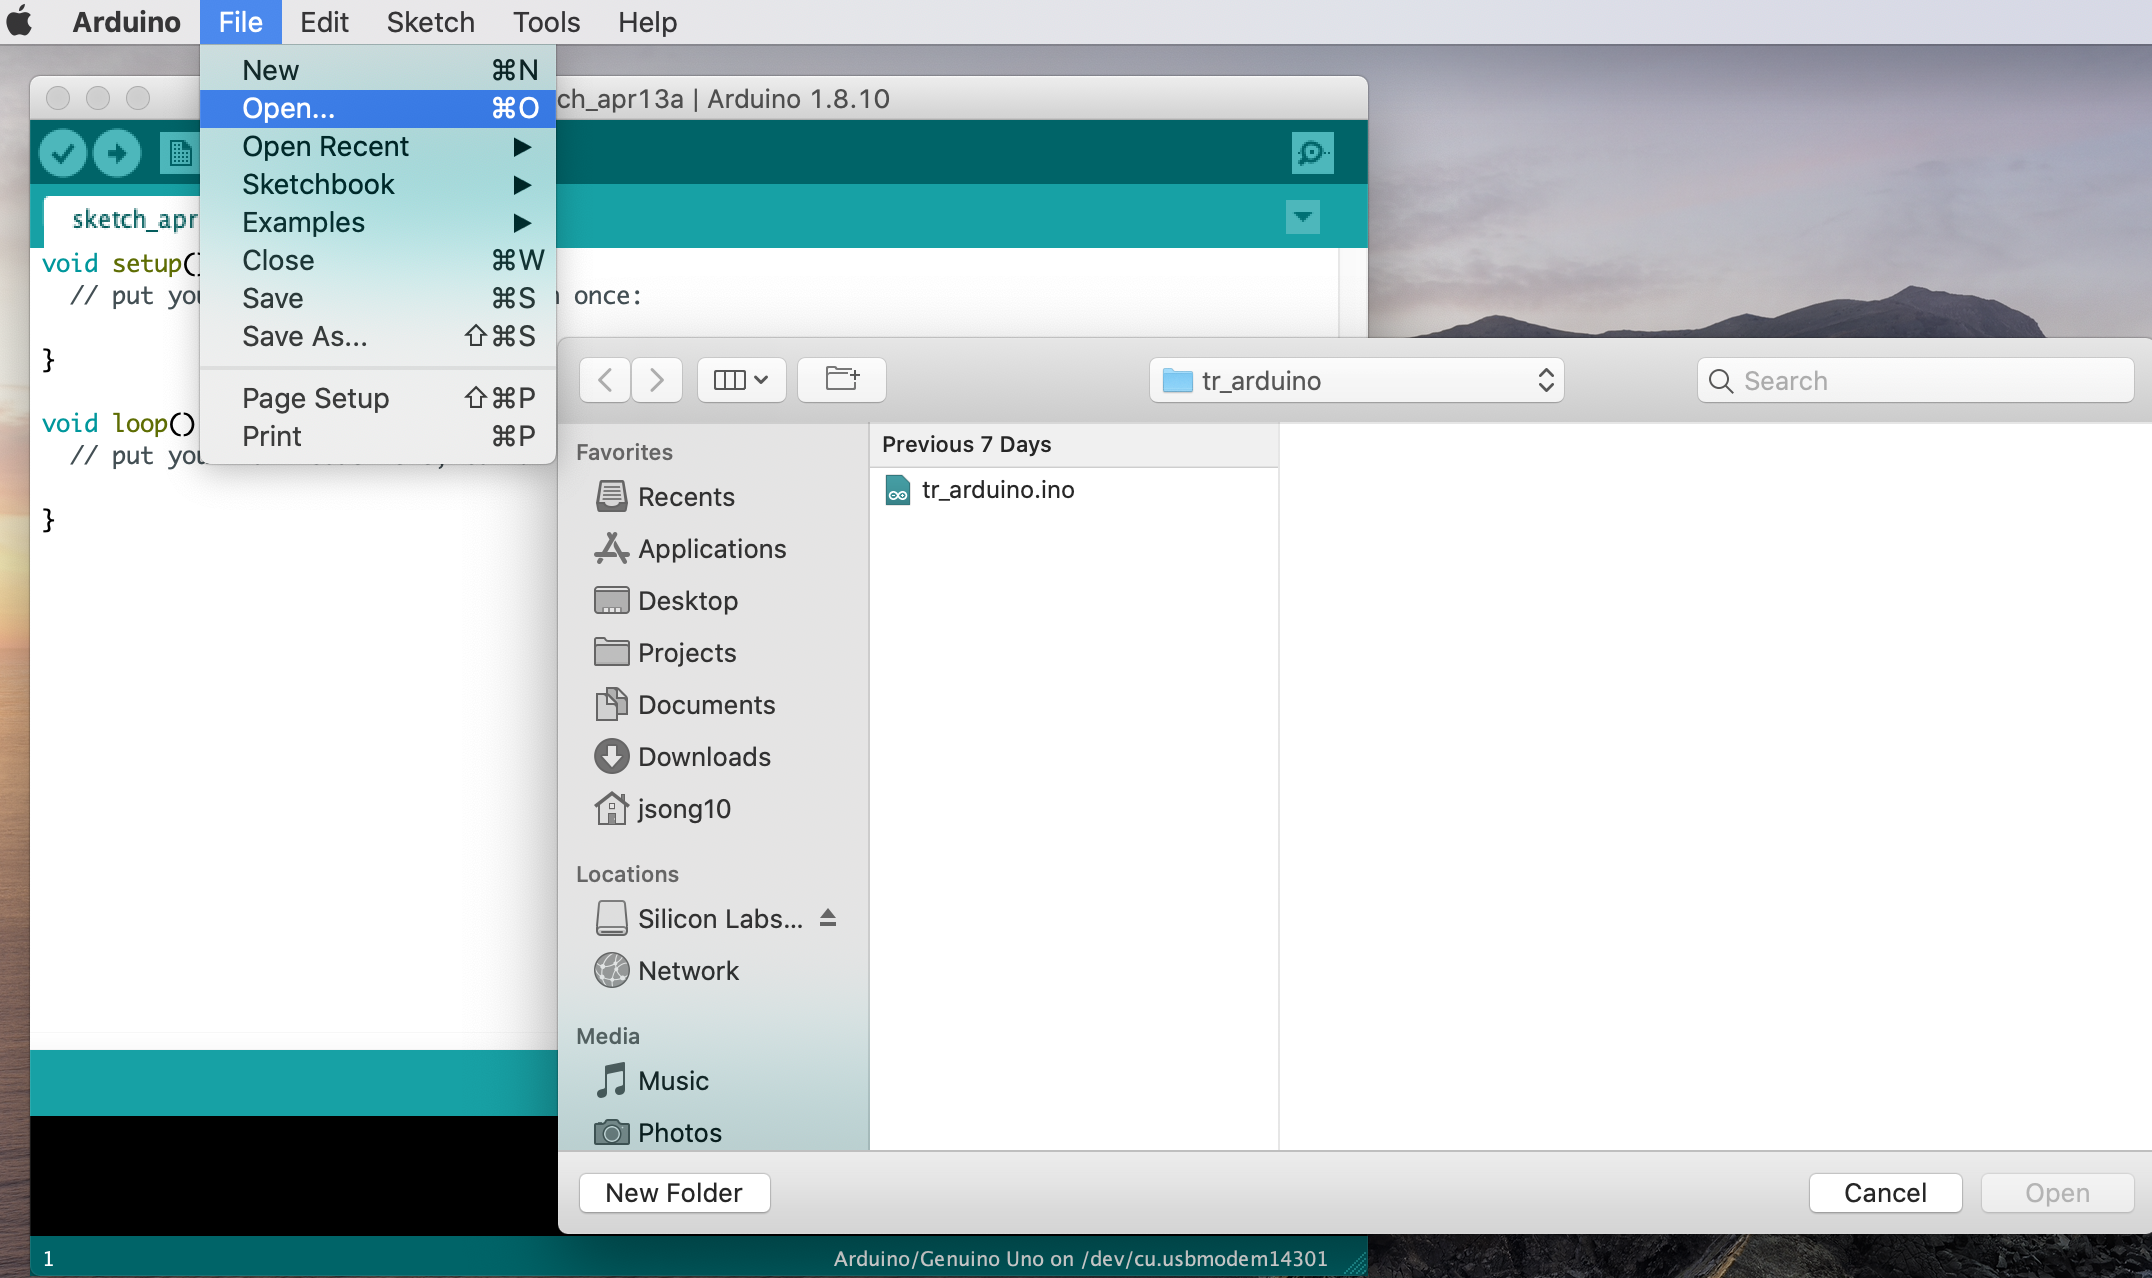 Arduino File Edit Sketch Tools Help
New ⌘N
Open... ⌘O
Open Recent ▶
Sketchbook ▶
Examples ▶
Close ⌘W
Save ⌘S
Save As... ⇧⌘S
Page Setup ⇧⌘P
Print ⌘P
ch_apr13a | Arduino 1.8.10
sketch_apr
void setup()
// put you
once:
}
void loop()
// put you
}
tr_arduino
Search
Favorites
Recents
Applications
Desktop
Projects
Documents
Downloads
jsong10
Locations
Silicon Labs...
Network
Media
Music
Photos
Previous 7 Days
tr_arduino.ino
New Folder
Cancel
Open
1
Arduino/Genuino Uno on /dev/cu.usbmodem14301